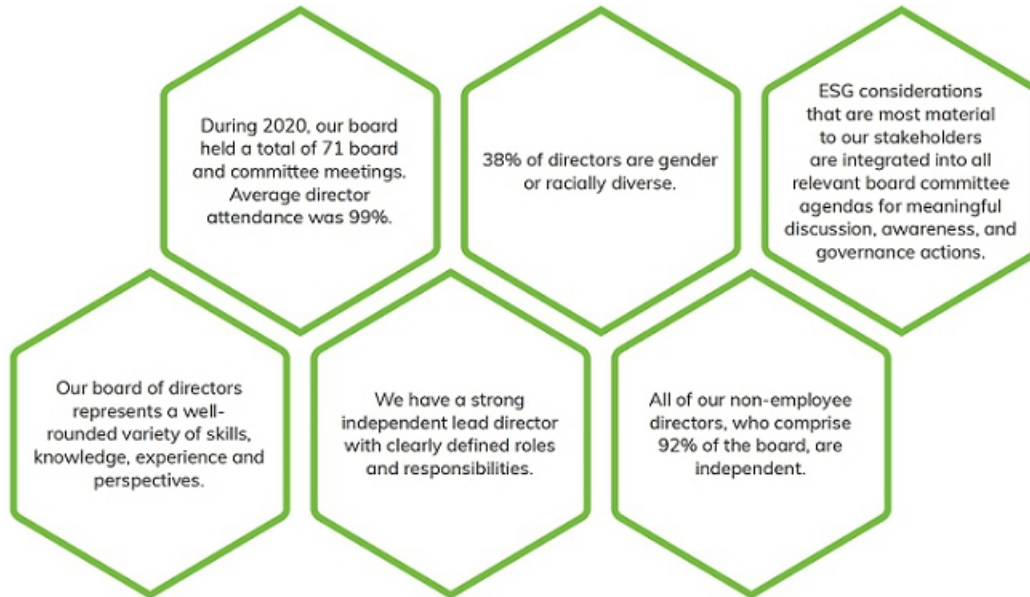 During 2020, our board
held a total of 71 board
and committee meetings.
Average director
attendance was 99%.
38% of directors are gender
or racially diverse.
ESG considerations
that are most material
to our stakeholders
are integrated into all
relevant board committee
agendas for meaningful
discussion, awareness, and
governance actions.
Our board of directors
represents a well-
rounded variety of skills,
knowledge, experience and
perspectives.
We have a strong
independent lead director
with clearly defined roles
and responsibilities.
All of our non-employee
directors, who comprise
92% of the board, are
independent.